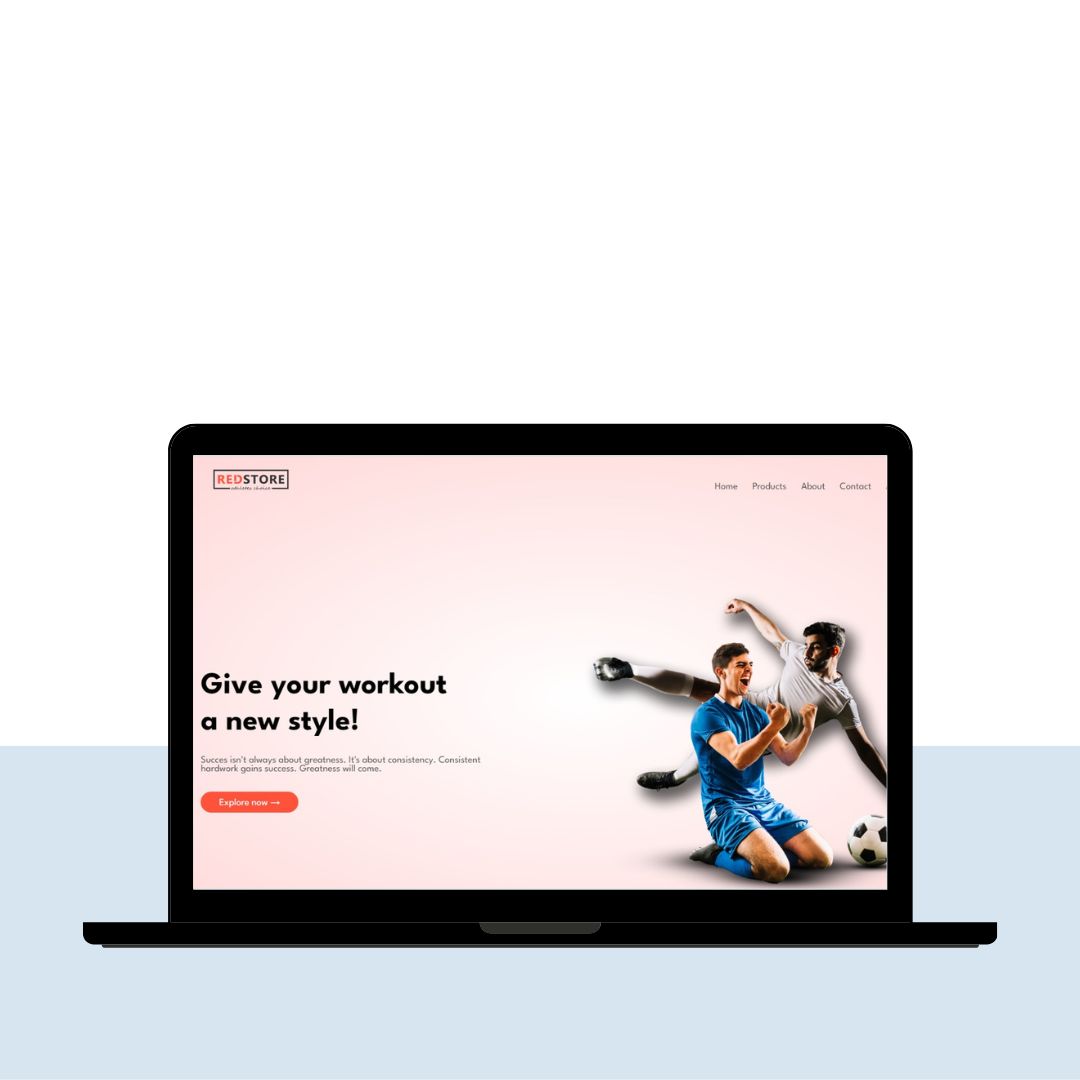 REDSTORE
Home Products About Contact
Give your workout
a new style!
Succes isn't always about greatness. It's about consistency. Consistent
hardwork gains success. Greatness will come.
Explore now →